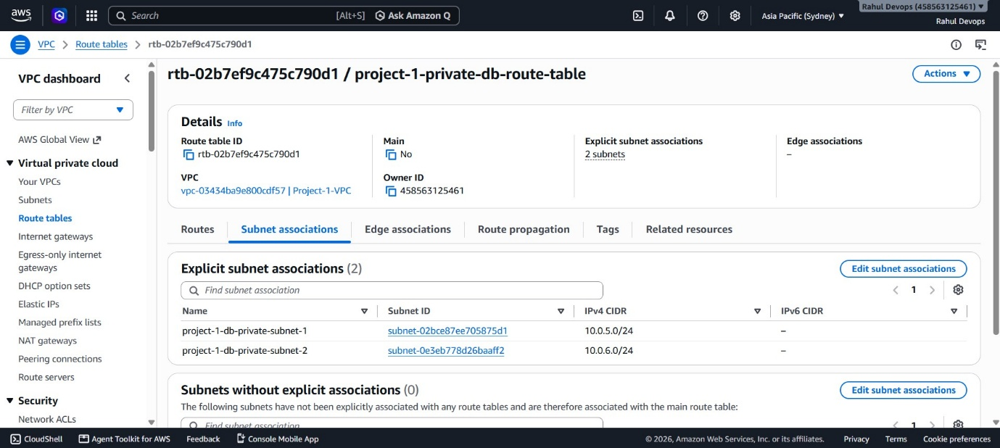 aws
Search [Alt+S] Ask Amazon Q
Asia Pacific (Sydney)
Rahul Devops (458563125461)
Rahul Devops
VPC > Route tables > rtb-02b7ef9c475c790d1
VPC dashboard
Filter by VPC
AWS Global View
Virtual private cloud
Your VPCs
Subnets
Route tables
Internet gateways
Egress-only internet
gateways
DHCP option sets
Elastic IPs
Managed prefix lists
NAT gateways
Peering connections
Route servers
Security
Network ACLs
rtb-02b7ef9c475c790d1 / project-1-private-db-route-table
Actions
Details Info
Route table ID
rtb-02b7ef9c475c790d1
Main
No
Explicit subnet associations
2 subnets
Edge associations
–
VPC
vpc-03434ba9e800cdf57 | Project-1-VPC
Owner ID
458563125461
Routes Subnet associations Edge associations Route propagation Tags Related resources
Explicit subnet associations (2)
Edit subnet associations
Find subnet association
1
Name Subnet ID IPv4 CIDR IPv6 CIDR
project-1-db-private-subnet-1 subnet-02bce87ee705875d1 10.0.5.0/24 –
project-1-db-private-subnet-2 subnet-0e3eb778d26baaff2 10.0.6.0/24 –
Subnets without explicit associations (0)
Edit subnet associations
The following subnets have not been explicitly associated with any route tables and are therefore associated with the main route table:
Find subnet association
1
CloudShell Agent Toolkit for AWS Feedback Console Mobile App
© 2026, Amazon Web Services, Inc. or its affiliates. Privacy Terms Cookie preferences